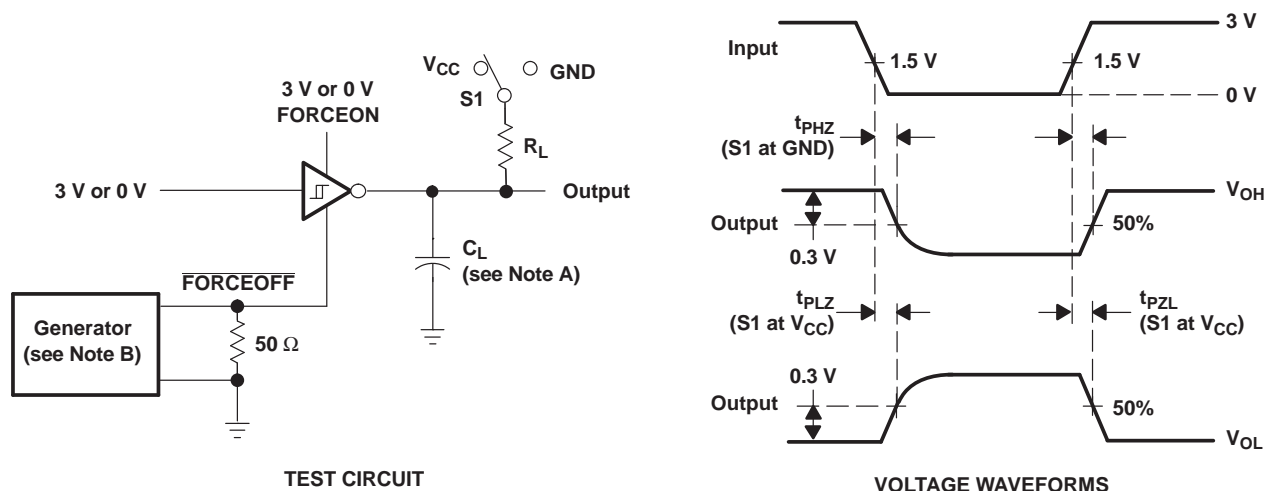 3 V or 0 V
FORCEON
VCC
GND
S1
RL
3 V or 0 V
Output
CL
(see Note A)
FORCEOFF
Generator
(see Note B)
50 Ω
TEST CIRCUIT
Input
3 V
1.5 V
1.5 V
0 V
tPHZ
(S1 at GND)
VOH
Output
50%
0.3 V
tPLZ
(S1 at VCC)
tPZL
(S1 at VCC)
0.3 V
Output
50%
VOL
VOLTAGE WAVEFORMS